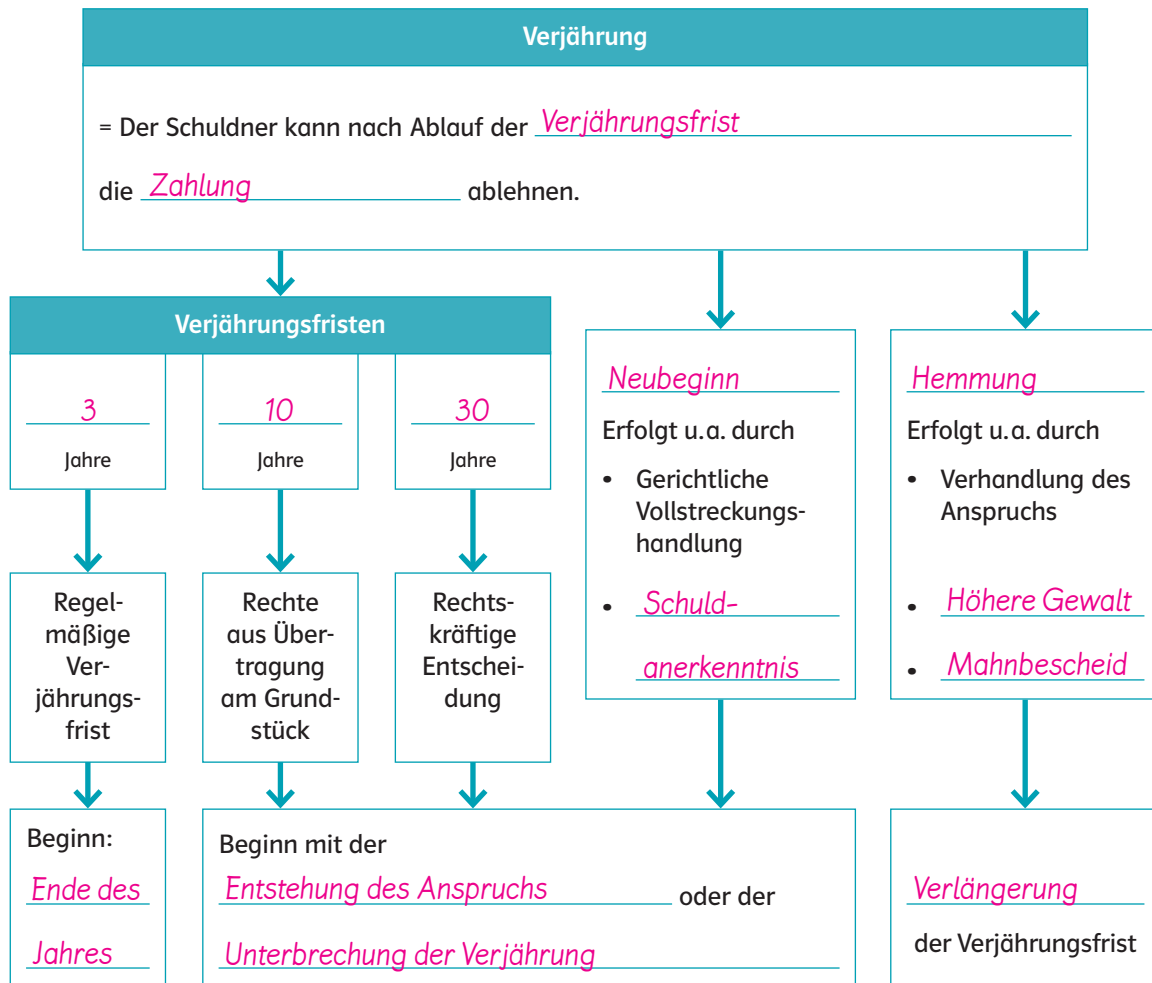 Verjährung
= Der Schuldner kann nach Ablauf der Verjährungsfrist
die Zahlung ablehnen.
Verjährungsfristen
3
Jahre
10
Jahre
30
Jahre
Neubeginn
Erfolgt u.a. durch
• Gerichtliche
Vollstreckungs-
handlung
• Schuld-
anerkenntnis
Hemmung
Erfolgt u.a. durch
• Verhandlung des
Anspruchs
• Höhere Gewalt
• Mahnbescheid
Regel-
mäßige
Ver-
jährungs-
frist
Rechte
aus Über-
tragung
am Grund-
stück
Rechts-
kräftige
Entschei-
dung
Beginn:
Ende des
Jahres
Beginn mit der
Entstehung des Anspruchs oder der
Unterbrechung der Verjährung
Verlängerung
der Verjährungsfrist